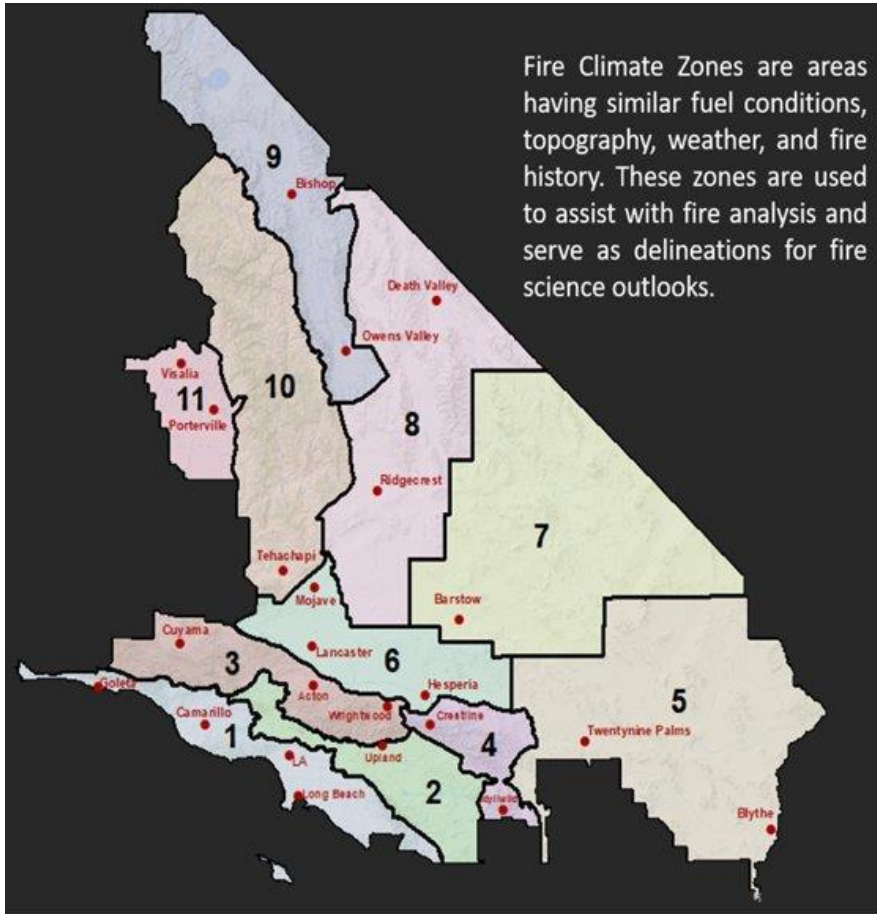 Fire Climate Zones are areas
having similar fuel conditions,
topography, weather, and fire
history. These zones are used
to assist with fire analysis and
serve as delineations for fire
science outlooks.
9
Bishop
Death Valley
Owens Valley
Visalia
10
11
8
Porterville
Ridgecrest
7
Tehachapi
Mojave
Barstow
Cuyama
Lancaster
3
6
Goleta
Acton
Hesperia
5
Wrightwood
Camarillo
Crestline
1
4
Twentynine Palms
LA
Upland
2
Long Beach
Idyllwild
Blythe